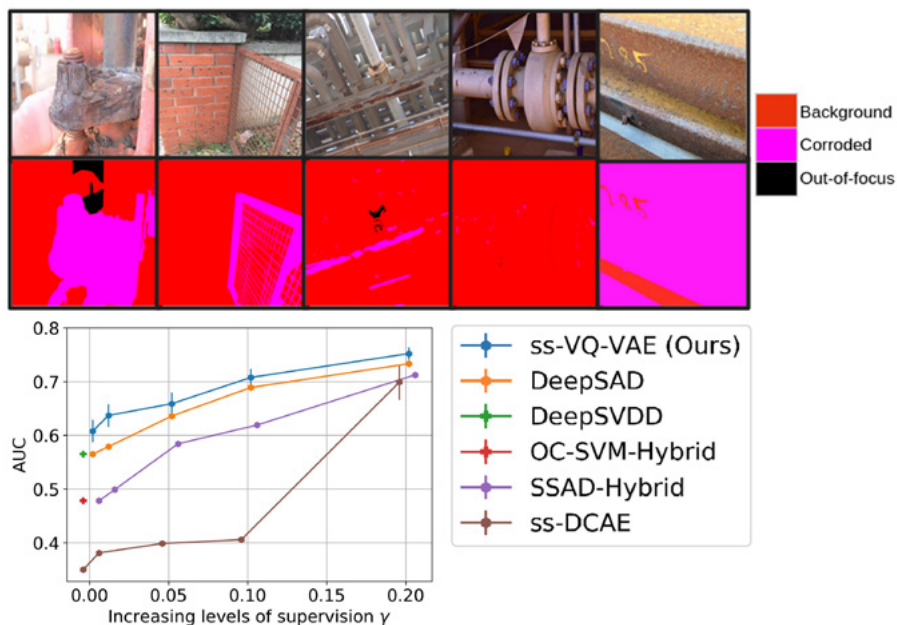 295
Background
Corroded
Out-of-focus
295
0.8
0.7
0.6
0.5
0.4
AUC
0.00 0.05 0.10 0.15 0.20
Increasing levels of supervision γ
ss-VQ-VAE (Ours)
DeepSAD
DeepSVDD
OC-SVM-Hybrid
SSAD-Hybrid
ss-DCAE